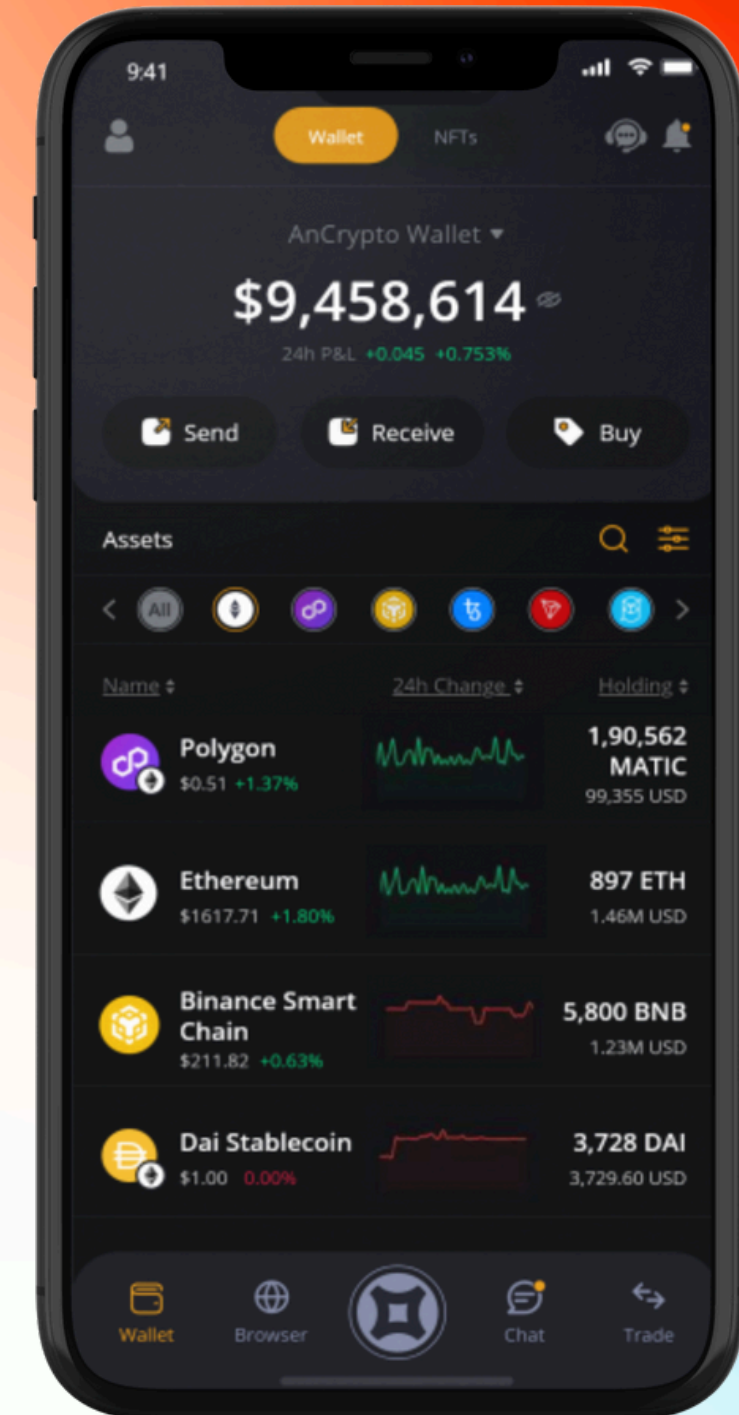 9:41
Wallet NFTs
AnCrypto Wallet
$9,458,614
24h P&L +0.045 +0.753%
Send Receive Buy
Assets
All
Name 24h Change Holding
Polygon
$0.51 +1.37%
1,90,562
MATIC
99,355 USD
Ethereum
$1617.71 +1.80%
897 ETH
1.46M USD
Binance Smart
Chain
$211.82 +0.63%
5,800 BNB
1.23M USD
Dai Stablecoin
$1.00 0.00%
3,728 DAI
3,729.60 USD
Wallet Browser Chat Trade